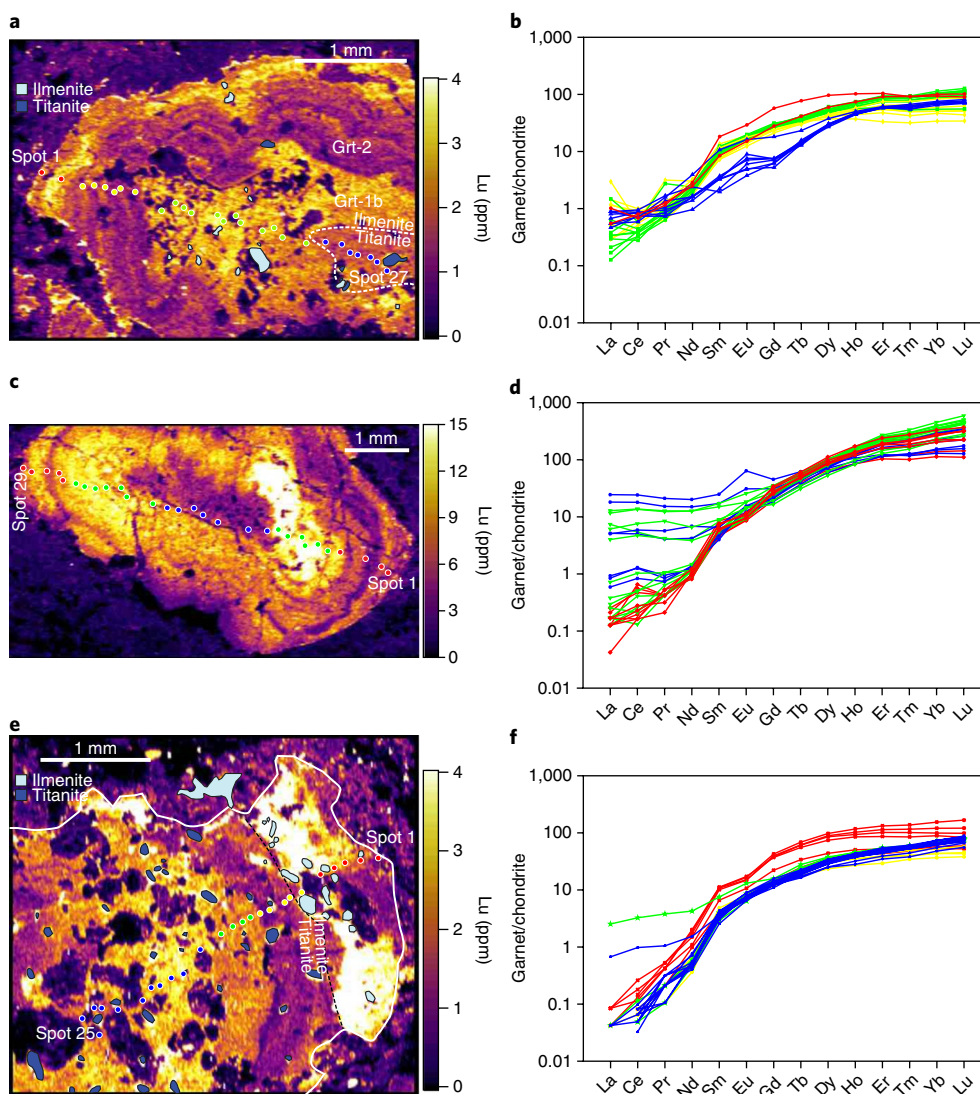 a
1 mm
Ilmenite
Titanite
Spot 1
Grt-2
Grt-1b
Ilmenite
Titanite
Spot 27
4
3
2
1
0
Lu (ppm)
b
1,000
100
10
1
0.1
0.01
Garnet/chondrite
La Ce Pr Nd Sm Eu Gd Tb Dy Ho Er Tm Yb Lu
c
1 mm
Spot 29
Spot 1
15
12
9
6
3
0
Lu (ppm)
d
1,000
100
10
1
0.1
0.01
Garnet/chondrite
La Ce Pr Nd Sm Eu Gd Tb Dy Ho Er Tm Yb Lu
e
1 mm
Ilmenite
Titanite
Spot 1
Ilmenite
Titanite
Spot 25
4
3
2
1
0
Lu (ppm)
f
1,000
100
10
1
0.1
0.01
Garnet/chondrite
La Ce Pr Nd Sm Eu Gd Tb Dy Ho Er Tm Yb Lu